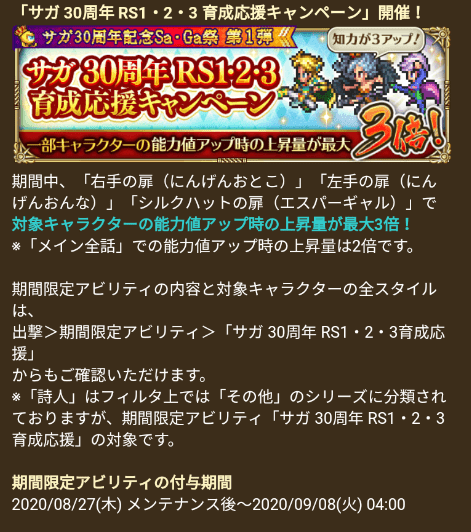 「サガ 30周年 RS1・2・3 育成応援キャンペーン」開催！
サガ30周年記念Sa・Ga祭 第1弾
知力が3アップ！
サガ 30周年 RS1・2・3
育成応援キャンペーン
3倍！
一部キャラクターの能力値アップ時の上昇量が最大
期間中、「右手の扉（にんげんおとこ）」「左手の扉（にん
げんおんな）」「シルクハットの扉（エスパーギャル）」で
対象キャラクターの能力値アップ時の上昇量が最大3倍！
※「メイン全話」での能力値アップ時の上昇量は2倍です。
期間限定アビリティの内容と対象キャラクターの全スタイル
は、
出撃＞期間限定アビリティ＞「サガ 30周年 RS1・2・3育成応
援」
からもご確認いただけます。
※「詩人」はフィルタ上では「その他」のシリーズに分類され
ておりますが、期間限定アビリティ「サガ 30周年 RS1・2・3
育成応援」の対象です。
期間限定アビリティの付与期間
2020/08/27(木) メンテナンス後～2020/09/08(火) 04:00